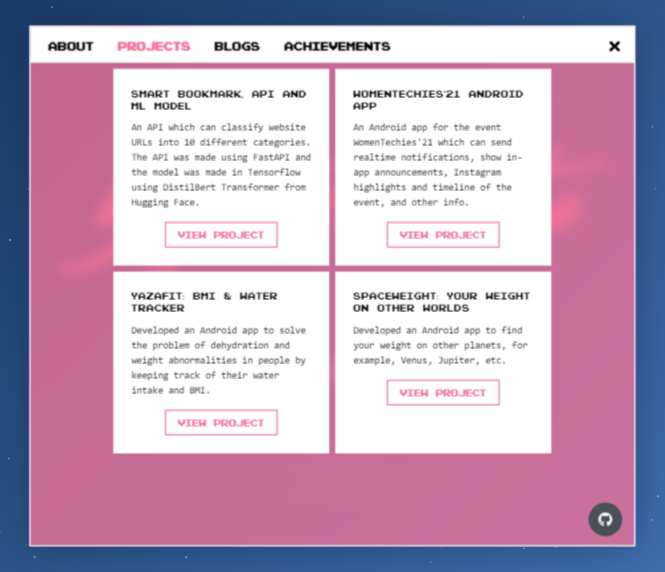 ABOUT PROJECTS BLOGS ACHIEVEMENTS
SMART BOOKMARK, API AND
ML MODEL
An API which can classify website
URLs into 10 different categories.
The API was made using FastAPI and
the model was made in Tensorflow
using DistilBert Transformer from
Hugging Face.
VIEW PROJECT
WOMENTECHIES'21 ANDROID
APP
An Android app for the event
WomenTechies'21 which can send
realtime notifications, show in-
app announcements, Instagram
highlights and timeline of the
event, and other info.
VIEW PROJECT
YAZAFIT: BMI & WATER
TRACKER
Developed an Android app to solve
the problem of dehydration and
weight abnormalities in people by
keeping track of their water
intake and BMI.
VIEW PROJECT
SPACEWEIGHT: YOUR WEIGHT
ON OTHER WORLDS
Developed an Android app to find
your weight on other planets, for
example, Venus, Jupiter, etc.
VIEW PROJECT